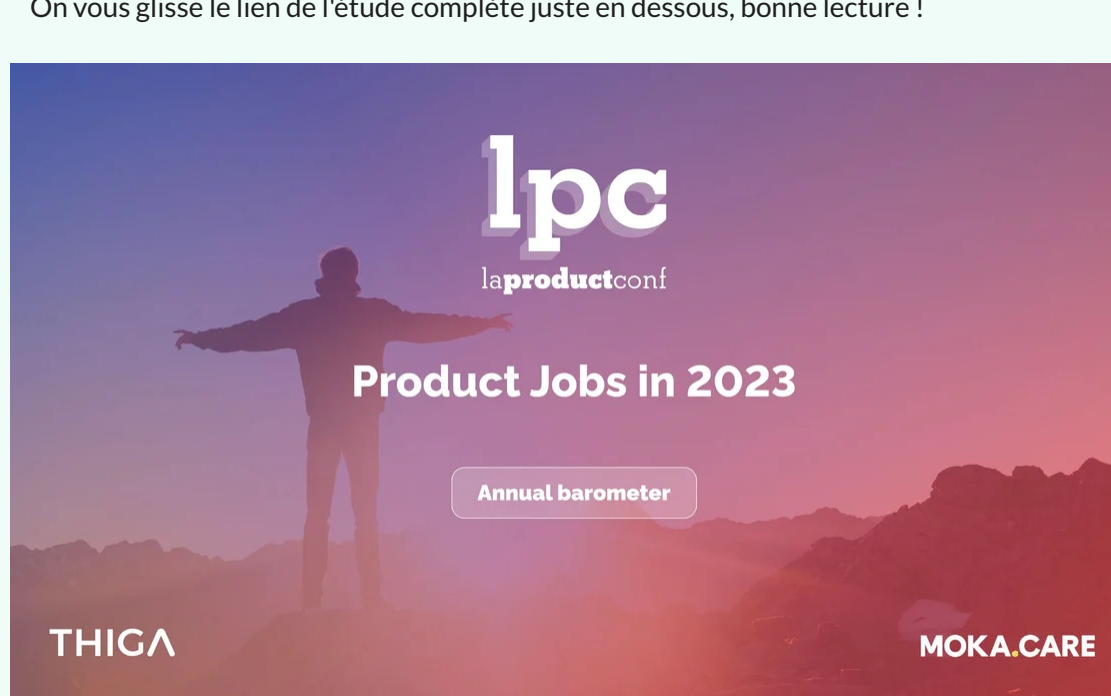 On vous glisse le lien de l'étude complète juste en dessous, bonne lecture !
lpc
laproductconf
Product Jobs in 2023
Annual barometer
THIGA
MOKA.CARE